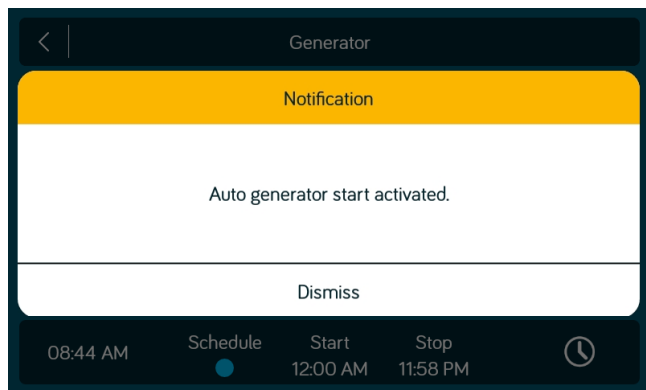 Generator
Notification
Auto generator start activated.
Dismiss
08:44 AM
Schedule
Start
12:00 AM
Stop
11:58 PM